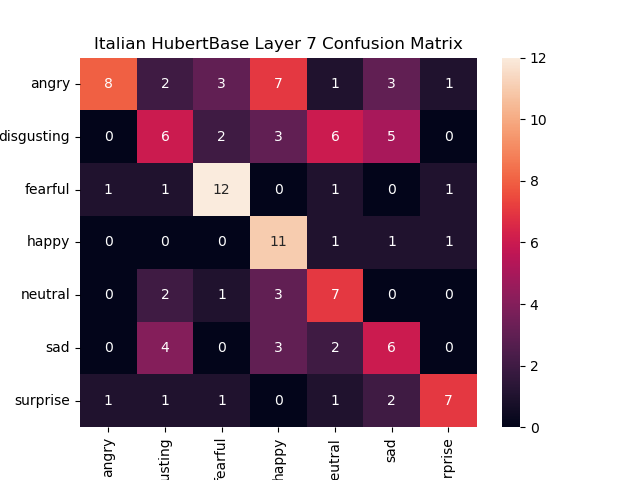 Italian HubertBase Layer 7 Confusion Matrix
angry 8 2 3 7 1 3 1
disgusting 0 6 2 3 6 5 0
fearful 1 1 12 0 1 0 1
happy 0 0 0 11 1 1 1
neutral 0 2 1 3 7 0 0
sad 0 4 0 3 2 6 0
surprise 1 1 1 0 1 2 7
angry usting fearful happy eutral sad rprise
12
10
8
6
4
2
0